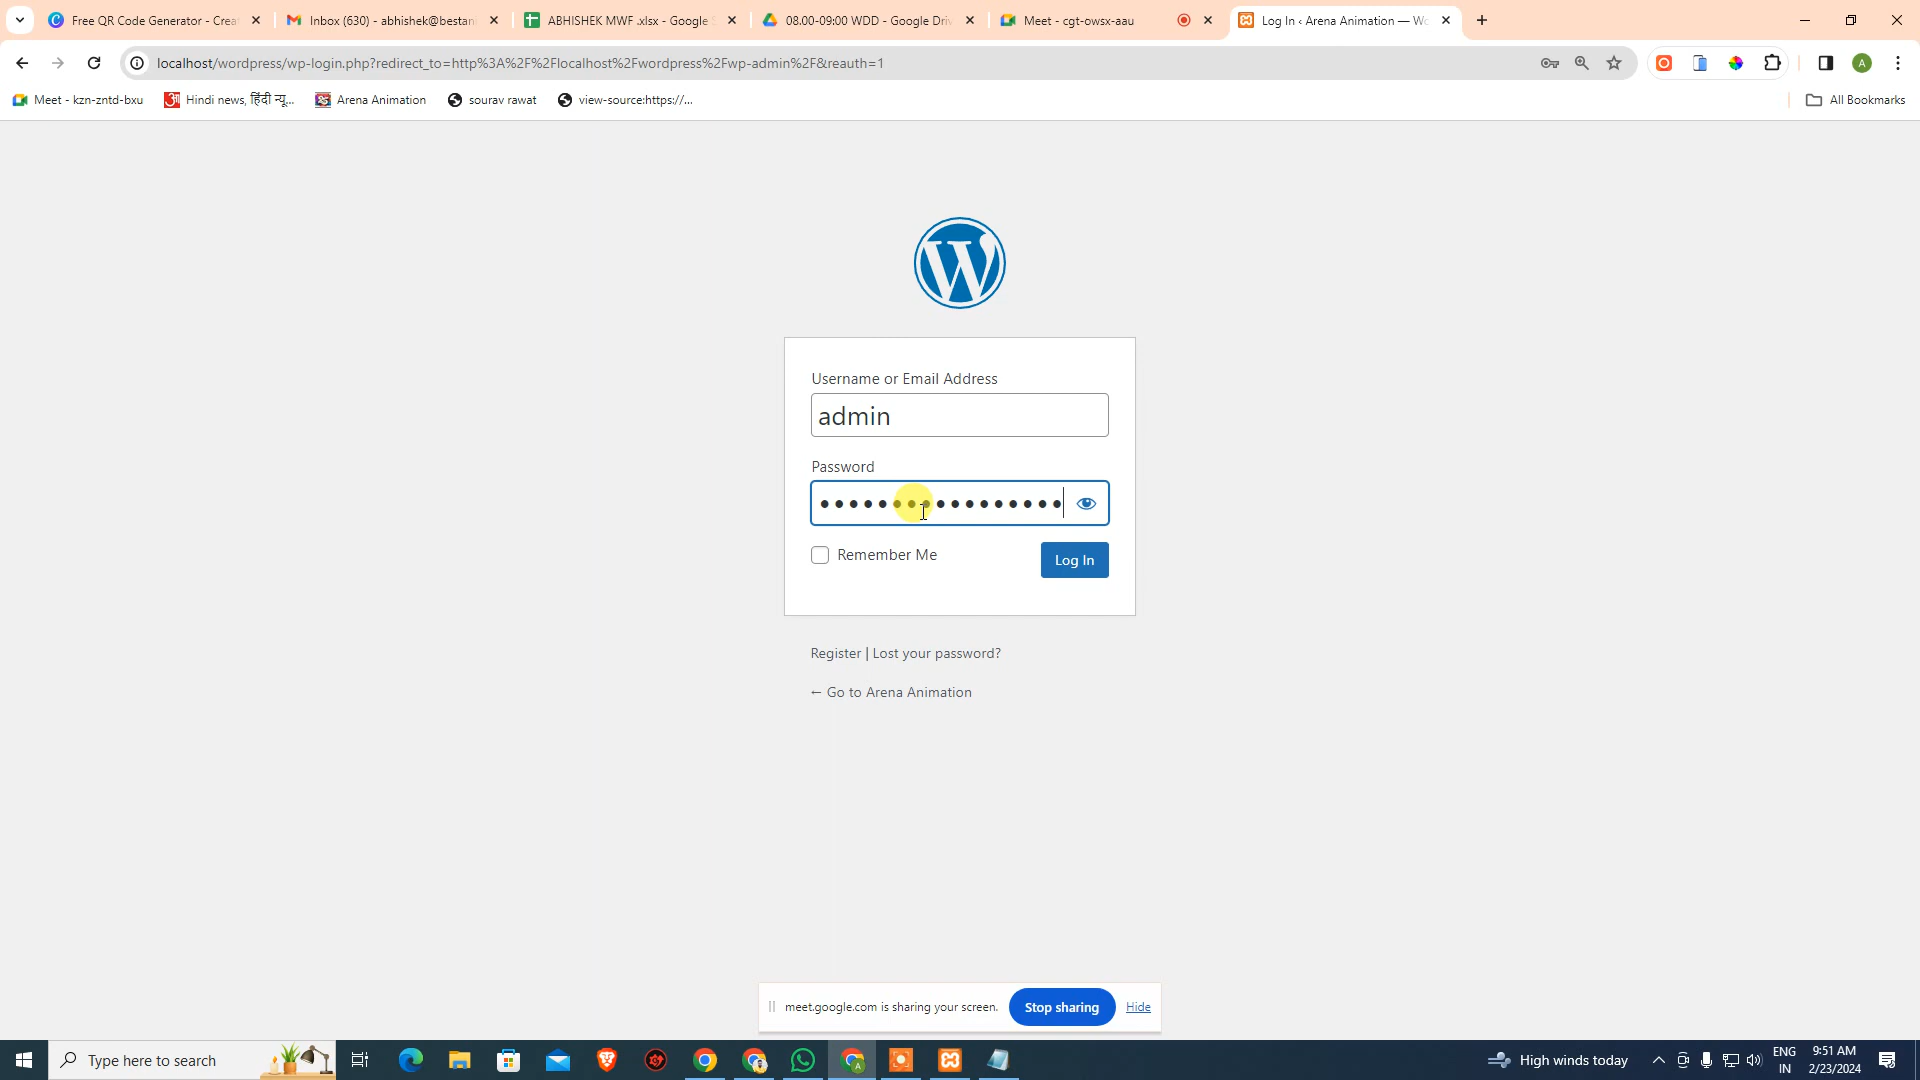 Free QR Code Generator - Crea
Inbox (630) - abhishek@bestan
ABHISHEK MWF .xlsx - Google S
08.00-09:00 WDD - Google Driv
Meet - cgt-owsx-aau
Log In ‹ Arena Animation — Wo
localhost/wordpress/wp-login.php?redirect_to=http%3A%2F%2Flocalhost%2Fwordpress%2Fwp-admin%2F&reauth=1
A
Meet - kzn-zntd-bxu
Hindi news, हिंदी न्यू...
Arena Animation
sourav rawat
view-source:https://...
All Bookmarks
Username or Email Address
admin
Password
Remember Me
Log In
Register | Lost your password?
← Go to Arena Animation
meet.google.com is sharing your screen.
Stop sharing
Hide
Type here to search
High winds today
ENG
IN
9:51 AM
2/23/2024